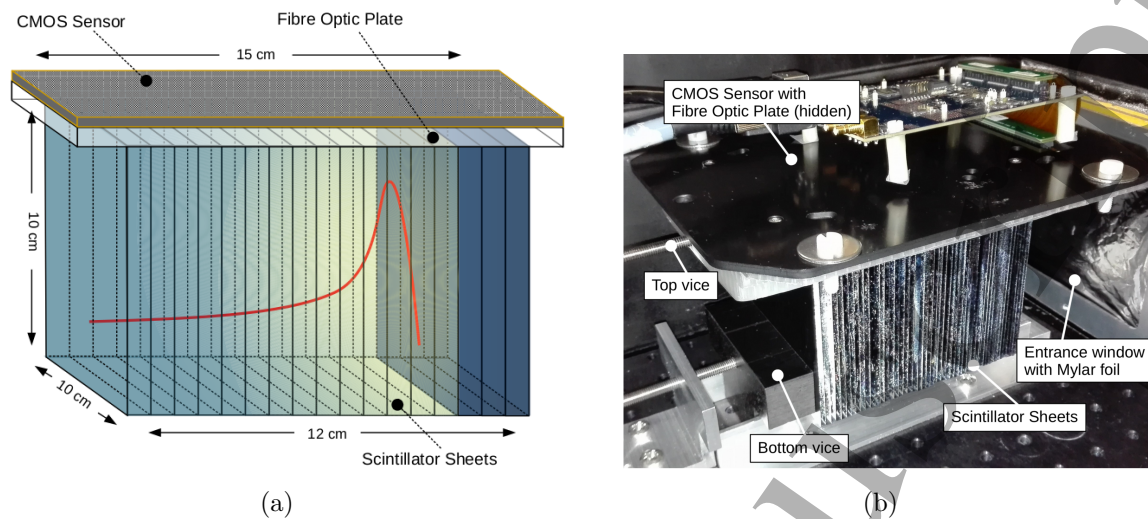 CMOS Sensor
Fibre Optic Plate
15 cm
10 cm
10 cm
12 cm
Scintillator Sheets
(a)
CMOS Sensor with
Fibre Optic Plate (hidden)
Top vice
Entrance window
with Mylar foil
Scintillator Sheets
Bottom vice
(b)